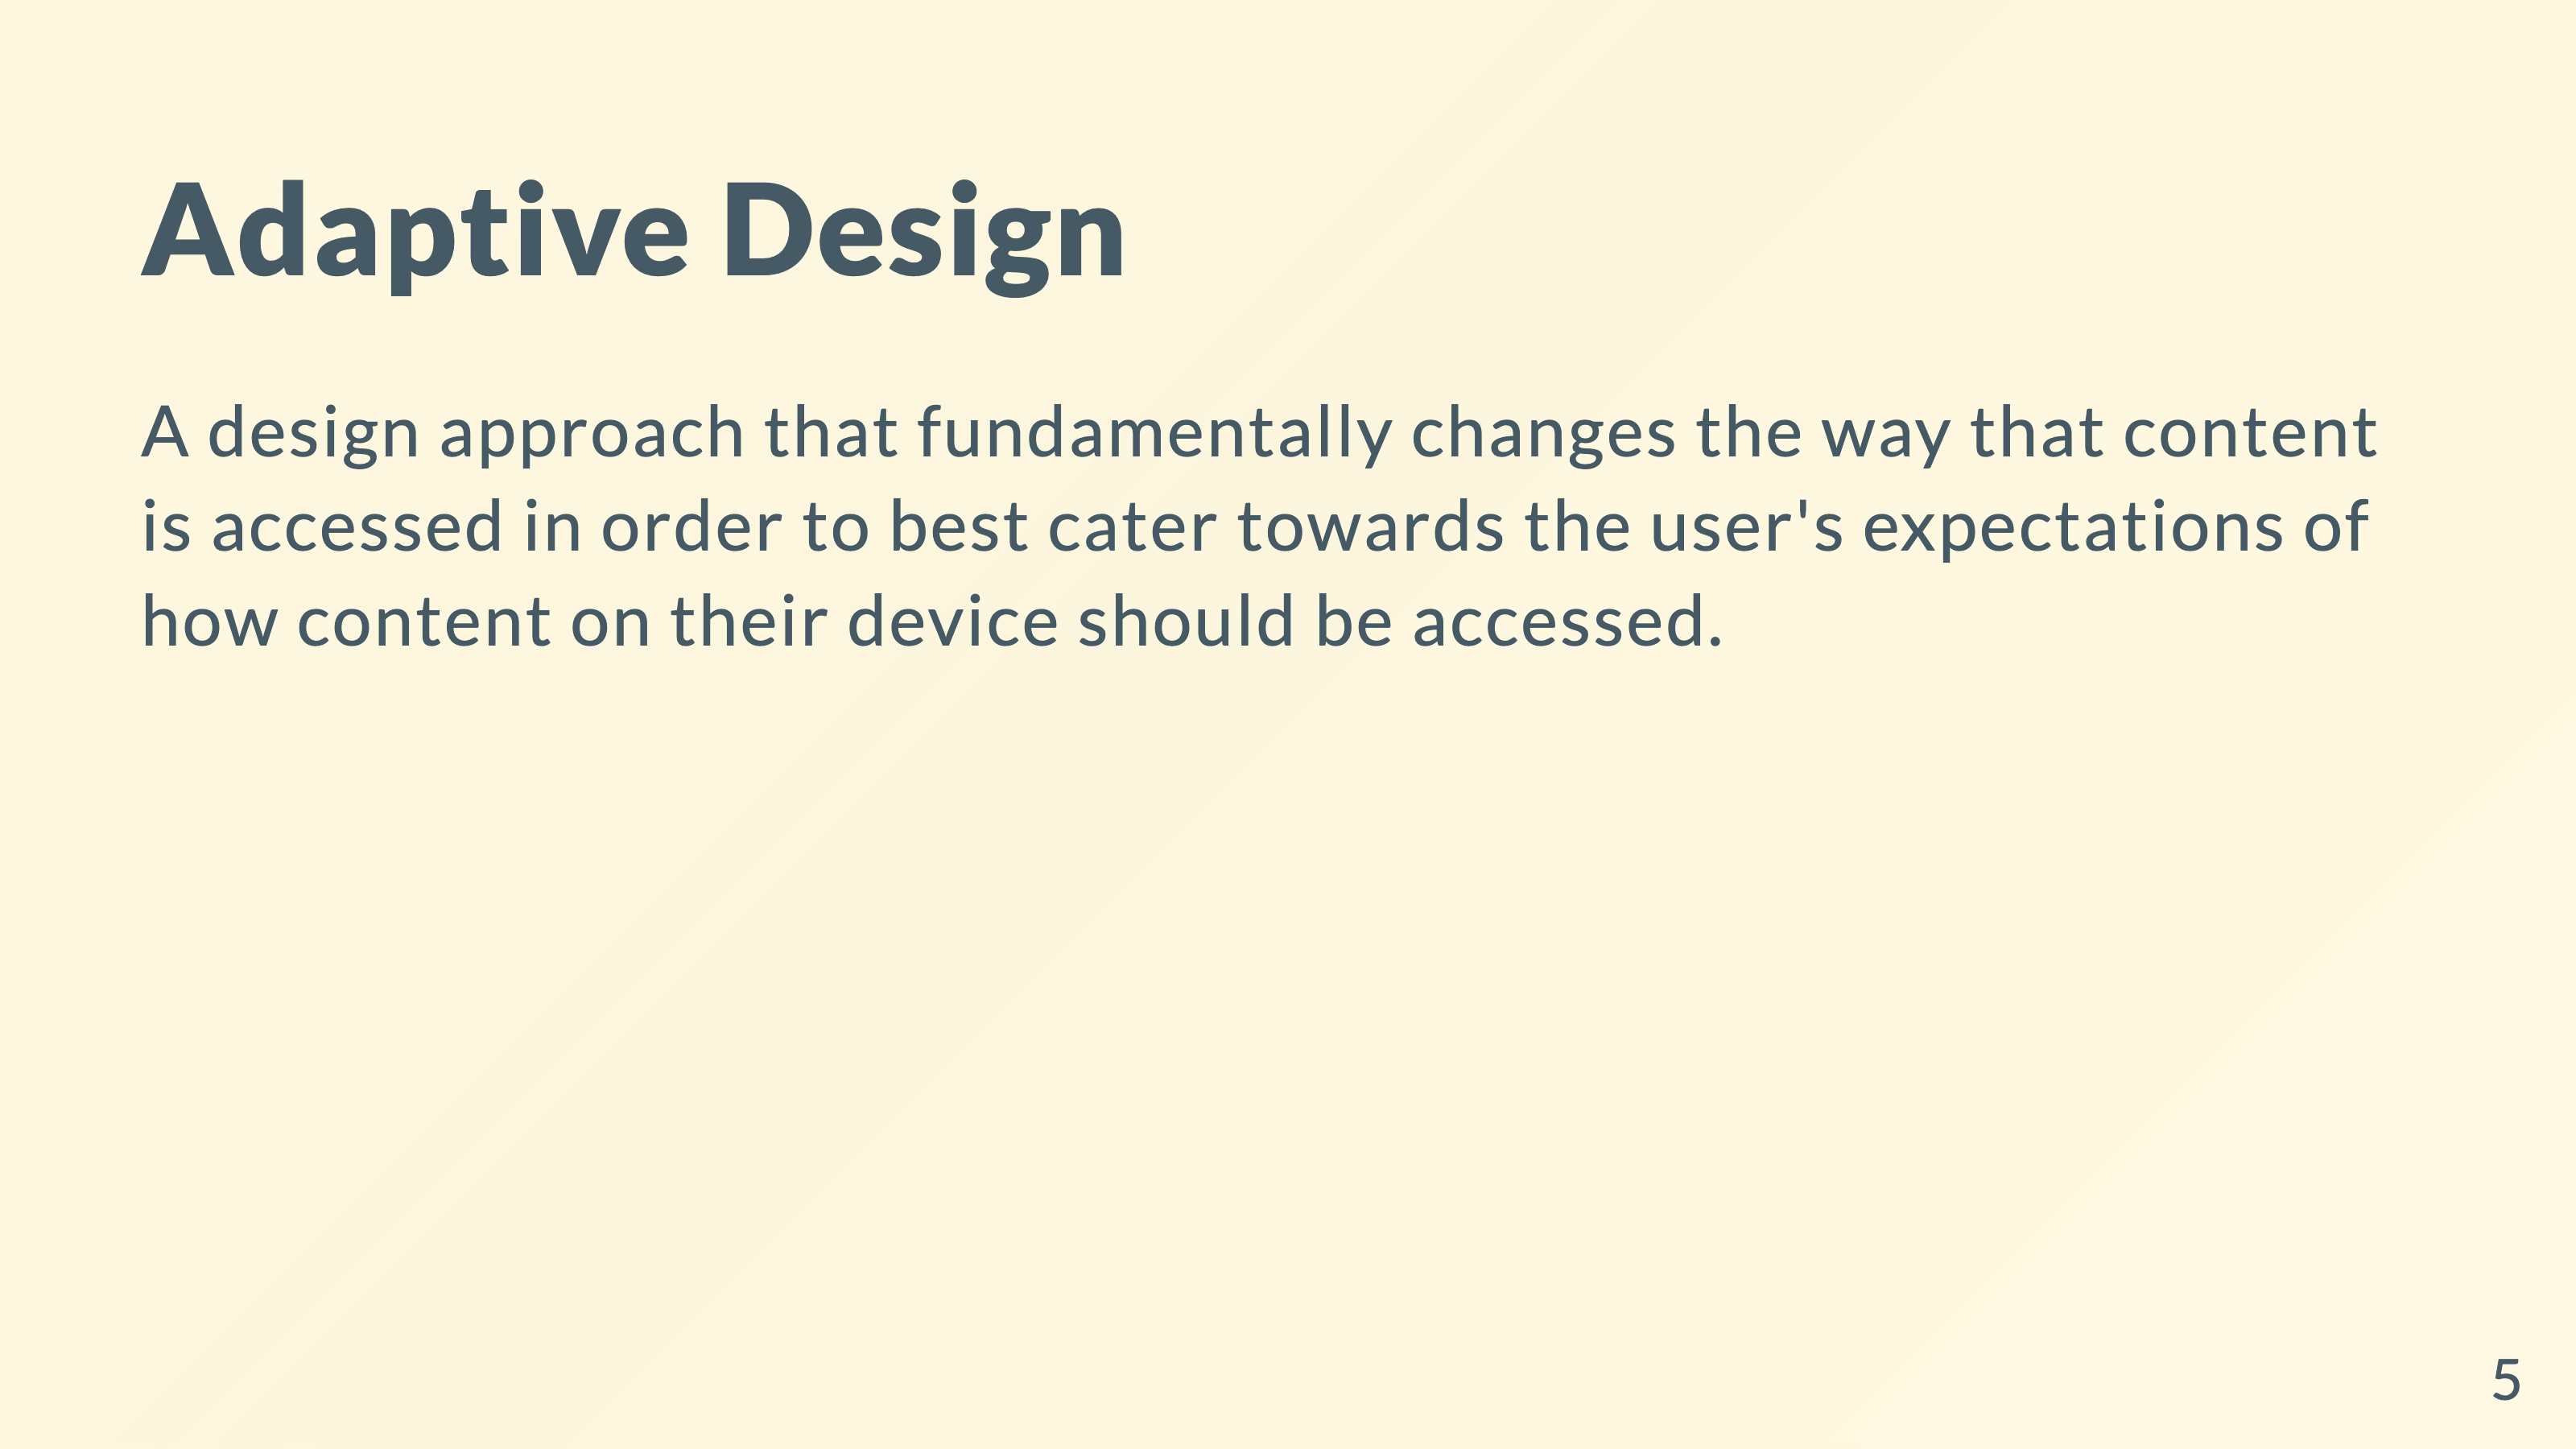 Adaptive Design
A design approach that fundamentally changes the way that content
is accessed in order to best cater towards the user's expectations of
how content on their device should be accessed.
5